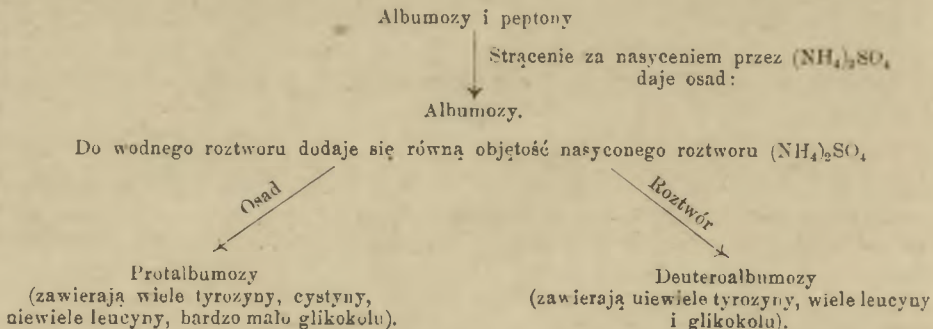 Albumozy i peptony
Strącenie za nasyceniem przez (NH₄)₂SO₄
daje osad:
Albumozy.
Do wodnego roztworu dodaje się równą objętość nasyconego roztworu (NH₄)₂SO₄
Osad
Roztwór
Protalbumozy
(zawierają wiele tyrozyny, cystyny,
niewiele leucyny, bardzo mało glikokolu).
Deuteroalbumozy
(zawierają niewiele tyrozyny, wiele leucyny
i glikokolu).